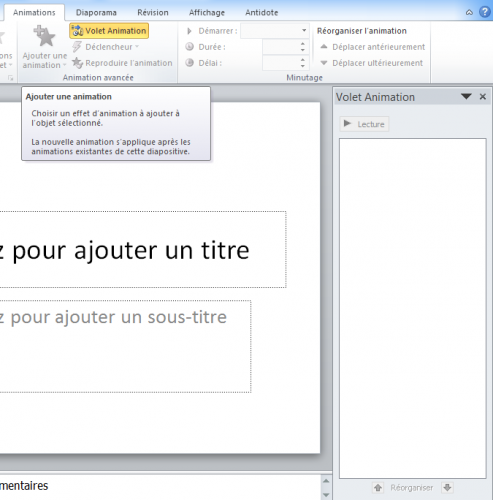 Animations Diaporama Révision Affichage Antidote
Volet Animation
Démarrer :
Réorganiser l'animation
Ajouter une
animation
Déclencheur
Durée :
Déplacer antérieurement
Reproduire l'animation
Délai :
Déplacer ultérieurement
Animation avancée
Minutage
Ajouter une animation
Choisir un effet d'animation à ajouter à
l'objet sélectionné.
La nouvelle animation s'applique après les
animations existantes de cette diapositive.
Volet Animation
Lecture
z pour ajouter un titre
z pour ajouter un sous-titre
mentaires
Réorganiser